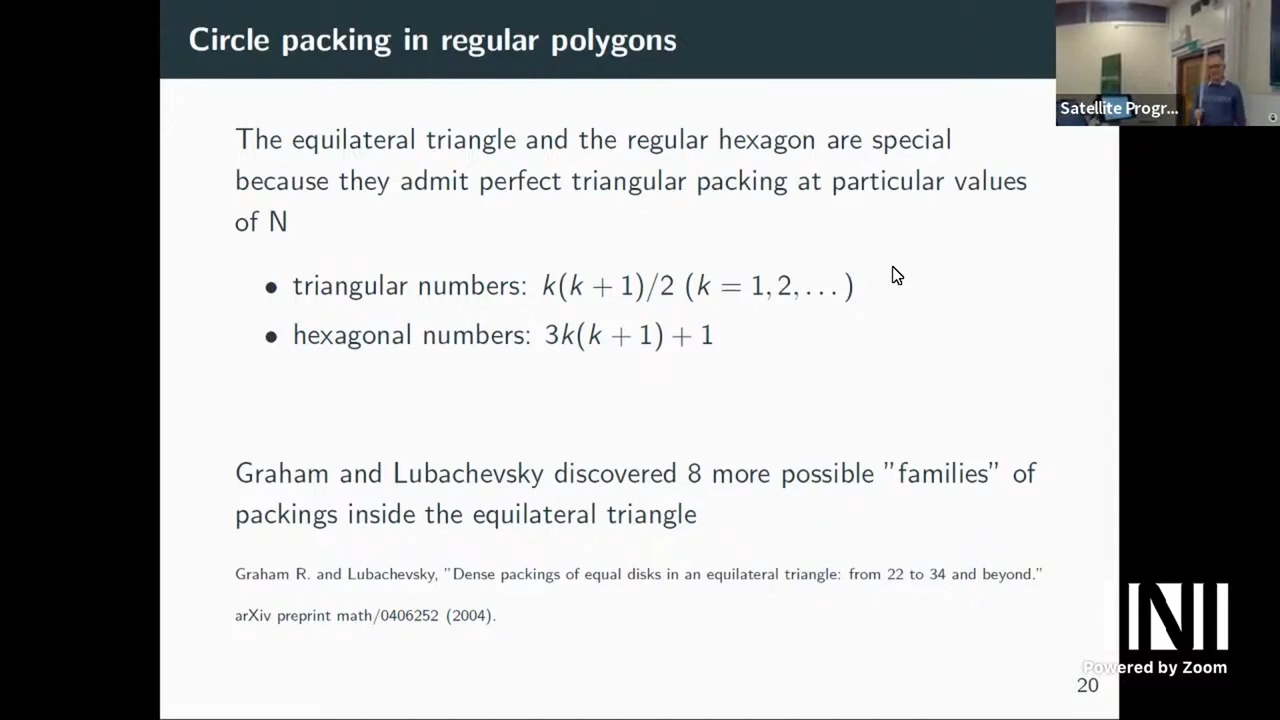 Circle packing in regular polygons
Satellite Progr...
The equilateral triangle and the regular hexagon are special
because they admit perfect triangular packing at particular values
of N
• triangular numbers: k(k + 1)/2 (k = 1, 2, . . . )
• hexagonal numbers: 3k(k + 1) + 1
Graham and Lubachevsky discovered 8 more possible ”families” of
packings inside the equilateral triangle
Graham R. and Lubachevsky, ”Dense packings of equal disks in an equilateral triangle: from 22 to 34 and beyond.”
arXiv preprint math/0406252 (2004).
Powered by Zoom
20